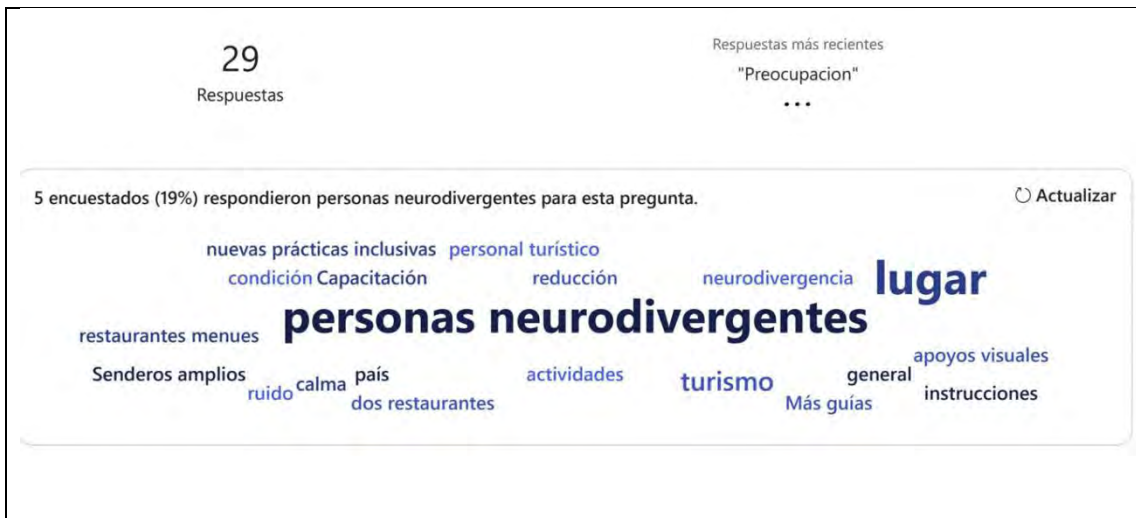 29
Respuestas
Respuestas más recientes
"Preocupacion"
...
5 encuestados (19%) respondieron personas neurodivergentes para esta pregunta.
Actualizar
nuevas prácticas inclusivas personal turístico
condición Capacitación reducción neurodivergencia lugar
personas neurodivergentes
restaurantes menues
Senderos amplios ruido calma país dos restaurantes actividades turismo Más guías general apoyos visuales instrucciones